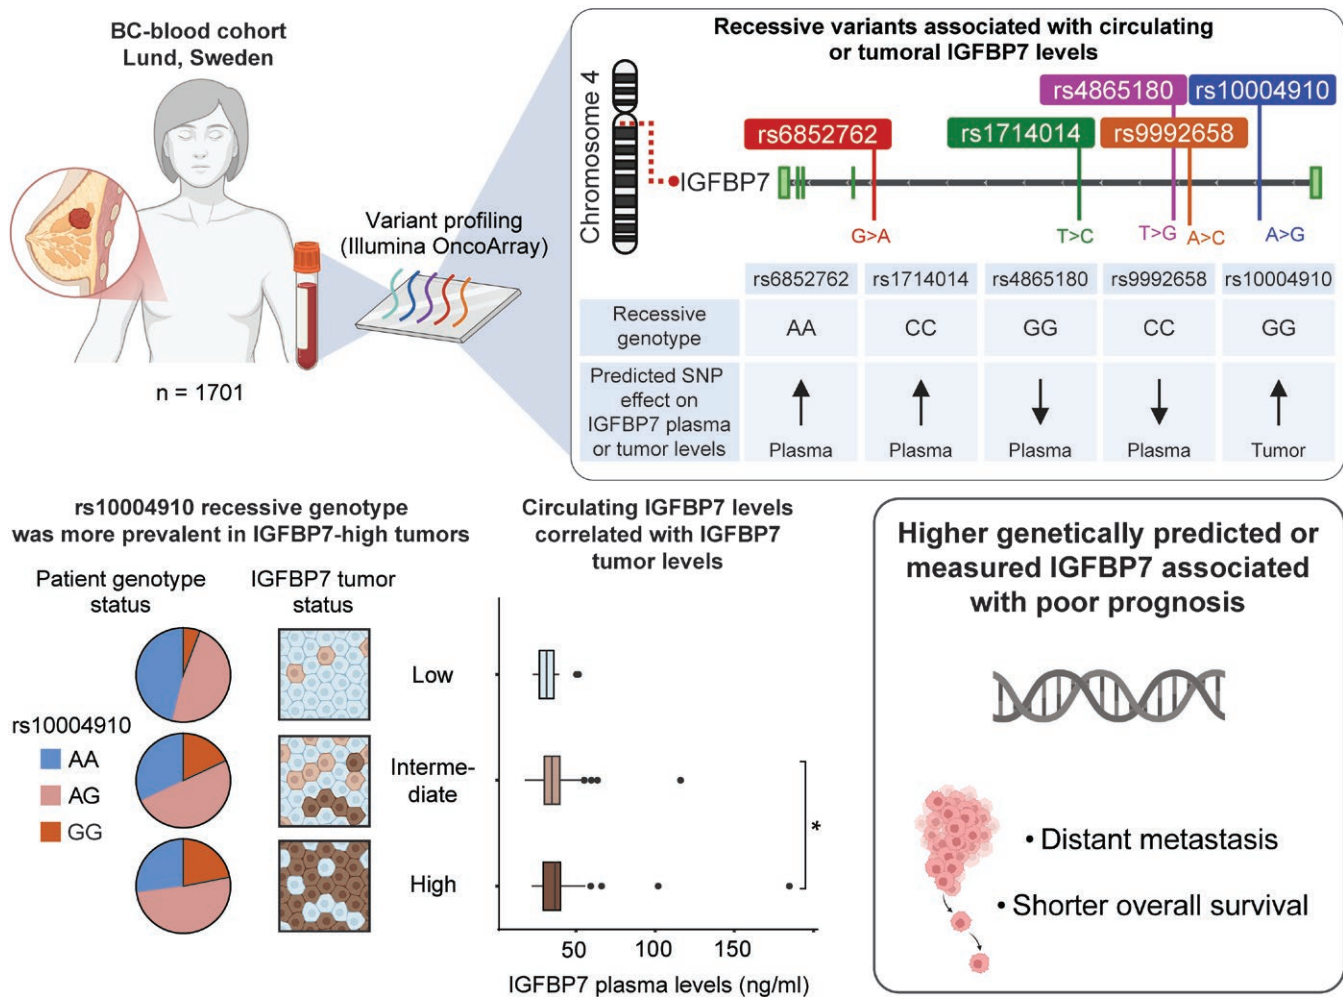 BC-blood cohort
Lund, Sweden
n = 1701
Variant profiling
(Illumina OncoArray)
Recessive variants associated with circulating
or tumoral IGFBP7 levels
Chromosome 4
rs4865180 rs10004910
rs6852762 rs1714014 rs9992658
IGFBP7
G>A T>C T>G A>C A>G
rs6852762 rs1714014 rs4865180 rs9992658 rs10004910
Recessive
genotype
AA CC GG CC GG
Predicted SNP
effect on
IGFBP7 plasma
or tumor levels
Plasma Plasma Plasma Plasma Tumor
rs10004910 recessive genotype
was more prevalent in IGFBP7-high tumors
Patient genotype
status
IGFBP7 tumor
status
rs10004910
AA
AG
GG
Circulating IGFBP7 levels
correlated with IGFBP7
tumor levels
Low
Interme-
diate
High
*
50 100 150
IGFBP7 plasma levels (ng/ml)
Higher genetically predicted or
measured IGFBP7 associated
with poor prognosis
• Distant metastasis
• Shorter overall survival